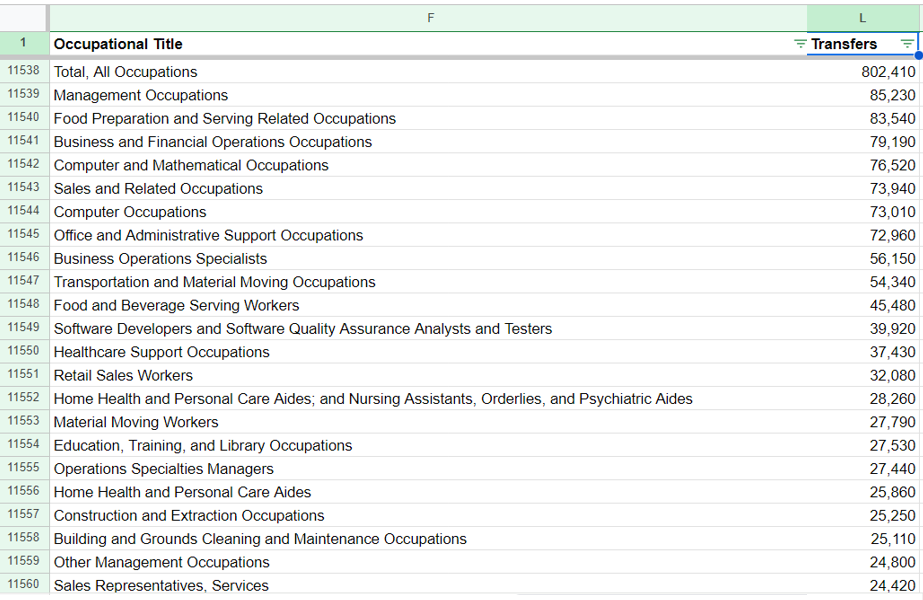 F L
1 Occupational Title Transfers
11538 Total, All Occupations 802,410
11539 Management Occupations 85,230
11540 Food Preparation and Serving Related Occupations 83,540
11541 Business and Financial Operations Occupations 79,190
11542 Computer and Mathematical Occupations 76,520
11543 Sales and Related Occupations 73,940
11544 Computer Occupations 73,010
11545 Office and Administrative Support Occupations 72,960
11546 Business Operations Specialists 56,150
11547 Transportation and Material Moving Occupations 54,340
11548 Food and Beverage Serving Workers 45,480
11549 Software Developers and Software Quality Assurance Analysts and Testers 39,920
11550 Healthcare Support Occupations 37,430
11551 Retail Sales Workers 32,080
11552 Home Health and Personal Care Aides; and Nursing Assistants, Orderlies, and Psychiatric Aides 28,260
11553 Material Moving Workers 27,790
11554 Education, Training, and Library Occupations 27,530
11555 Operations Specialties Managers 27,440
11556 Home Health and Personal Care Aides 25,860
11557 Construction and Extraction Occupations 25,250
11558 Building and Grounds Cleaning and Maintenance Occupations 25,110
11559 Other Management Occupations 24,800
11560 Sales Representatives, Services 24,420